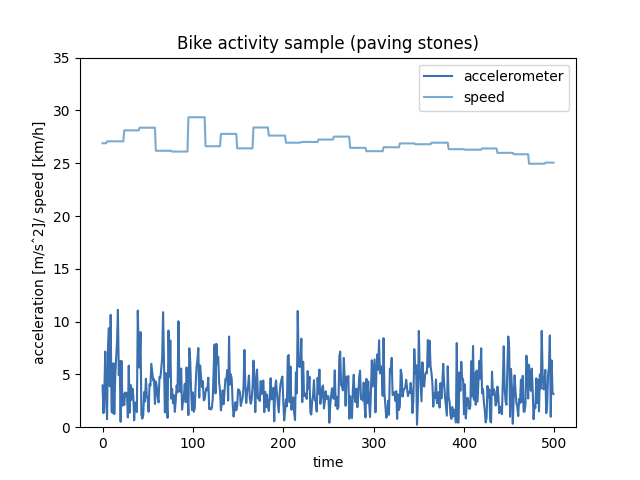 Bike activity sample (paving stones)
accelerometer
speed
35
30
25
20
15
10
5
0
acceleration [m/sˆ2]/ speed [km/h]
0 100 200 300 400 500
time